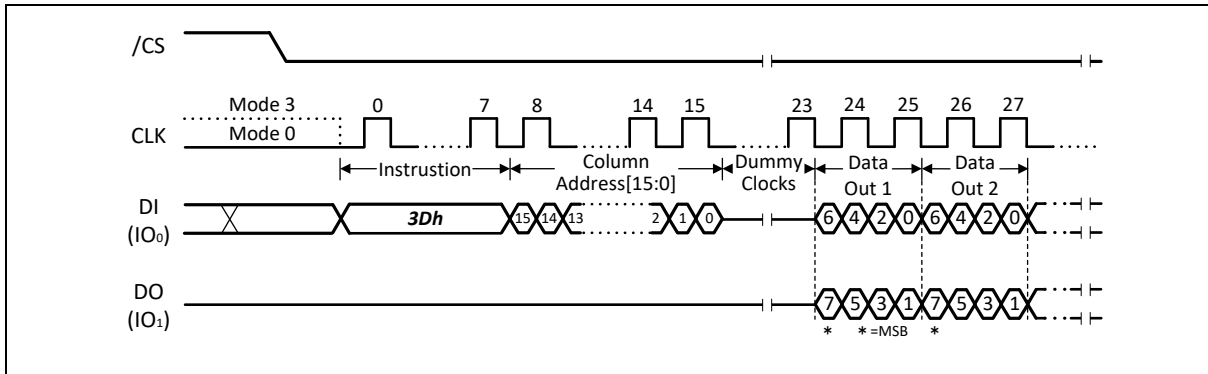 /CS
Mode 3 0 7 8 14 15 23 24 25 26 27
CLK Mode 0
Instrustion Column Address[15:0] Dummy Clocks Data Out 1 Data Out 2
DI (IO0) 3Dh 15 14 13 2 1 0 6 4 2 0 6 4 2 0
DO (IO1) 7 5 3 1 7 5 3 1
* * =MSB *